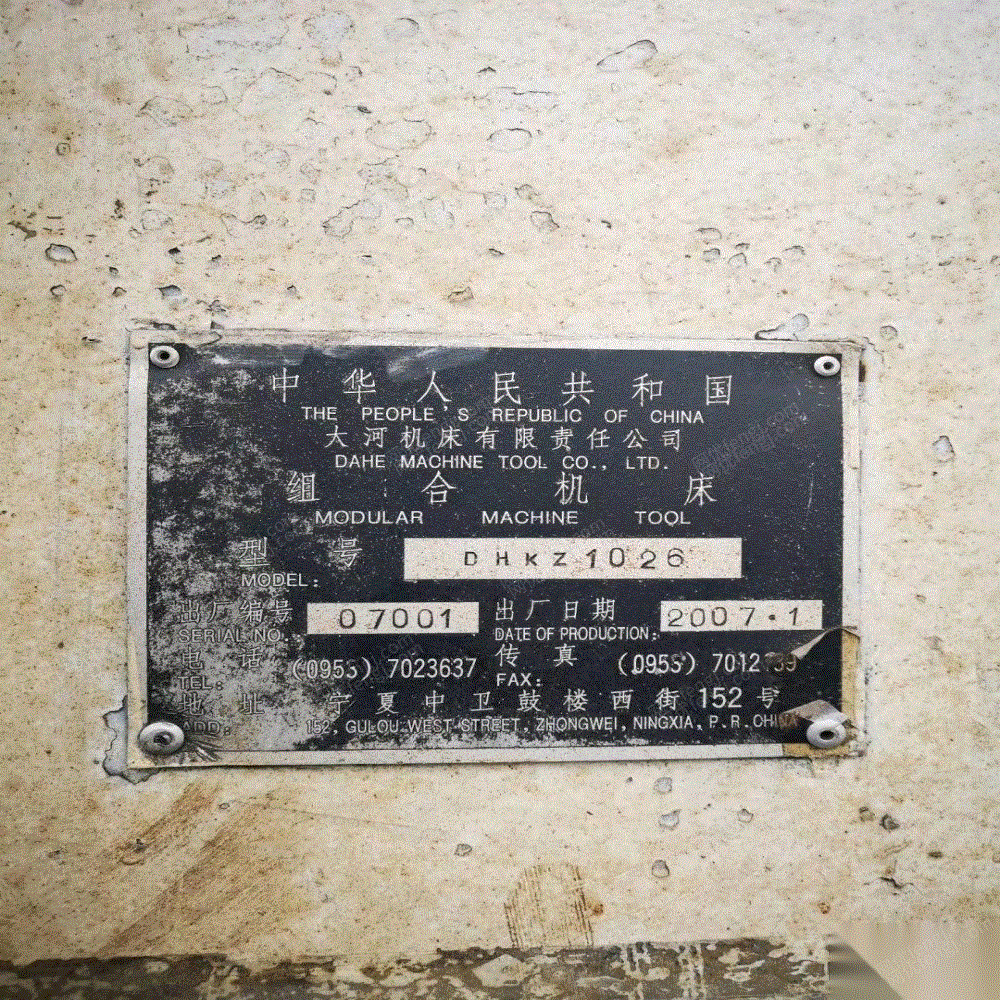 中华人民共和国
THE PEOPLE'S REPUBLIC OF CHINA
大河机床有限责任公司
DAHE MACHINE TOOL CO., LTD.
组合机床
MODULAR MACHINE TOOL
型号 DHKZ1026
MODEL:
出厂编号 07001 出厂日期 2007.1
SERIAL NO. DATE OF PRODUCTION:
电话 (0955) 7023637 传真 (0955)
TEL: FAX:
地址 宁夏中卫鼓楼西街152号
ADD: 152, GULOU WEST STREET, ZHONGWEI, NINGXIA, P.R. CHINA